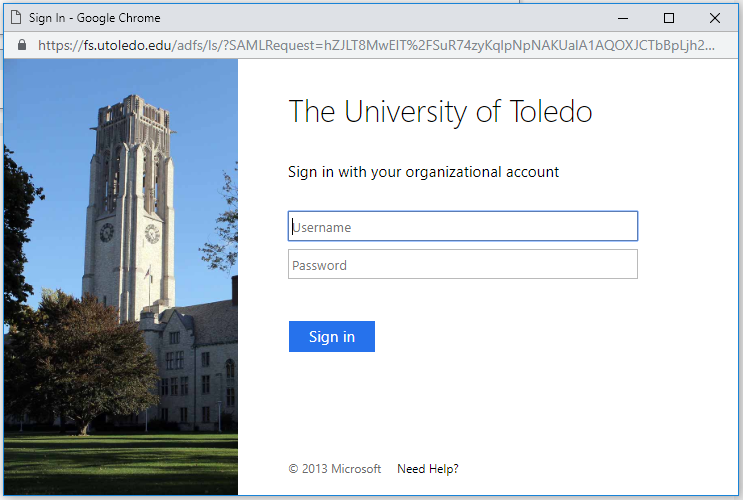 Sign In - Google Chrome
https://fs.utoledo.edu/adfs/ls/?SAMLRequest=hZJLT8MwEIT%2FSuR74zyKqIpNpNAKUaIA1AQOXJCTbBpLjh2...
The University of Toledo
Sign in with your organizational account
Username
Password
Sign in
© 2013 Microsoft Need Help?